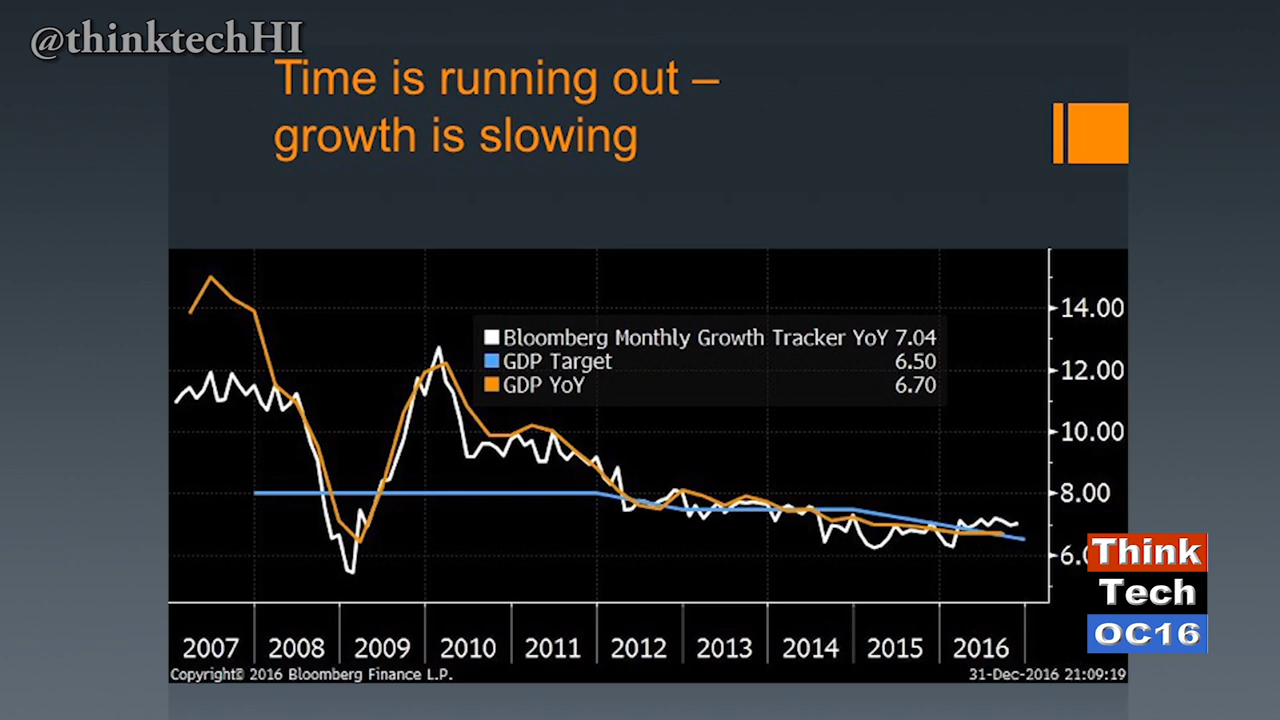 @thinktechHI
Time is running out –
growth is slowing
Bloomberg Monthly Growth Tracker YoY 7.04
GDP Target 6.50
GDP YoY 6.70
14.00
12.00
10.00
8.00
6.0
Think
Tech
OC16
2007 2008 2009 2010 2011 2012 2013 2014 2015 2016
Copyright© 2016 Bloomberg Finance L.P. 31-Dec-2016 21:09:19